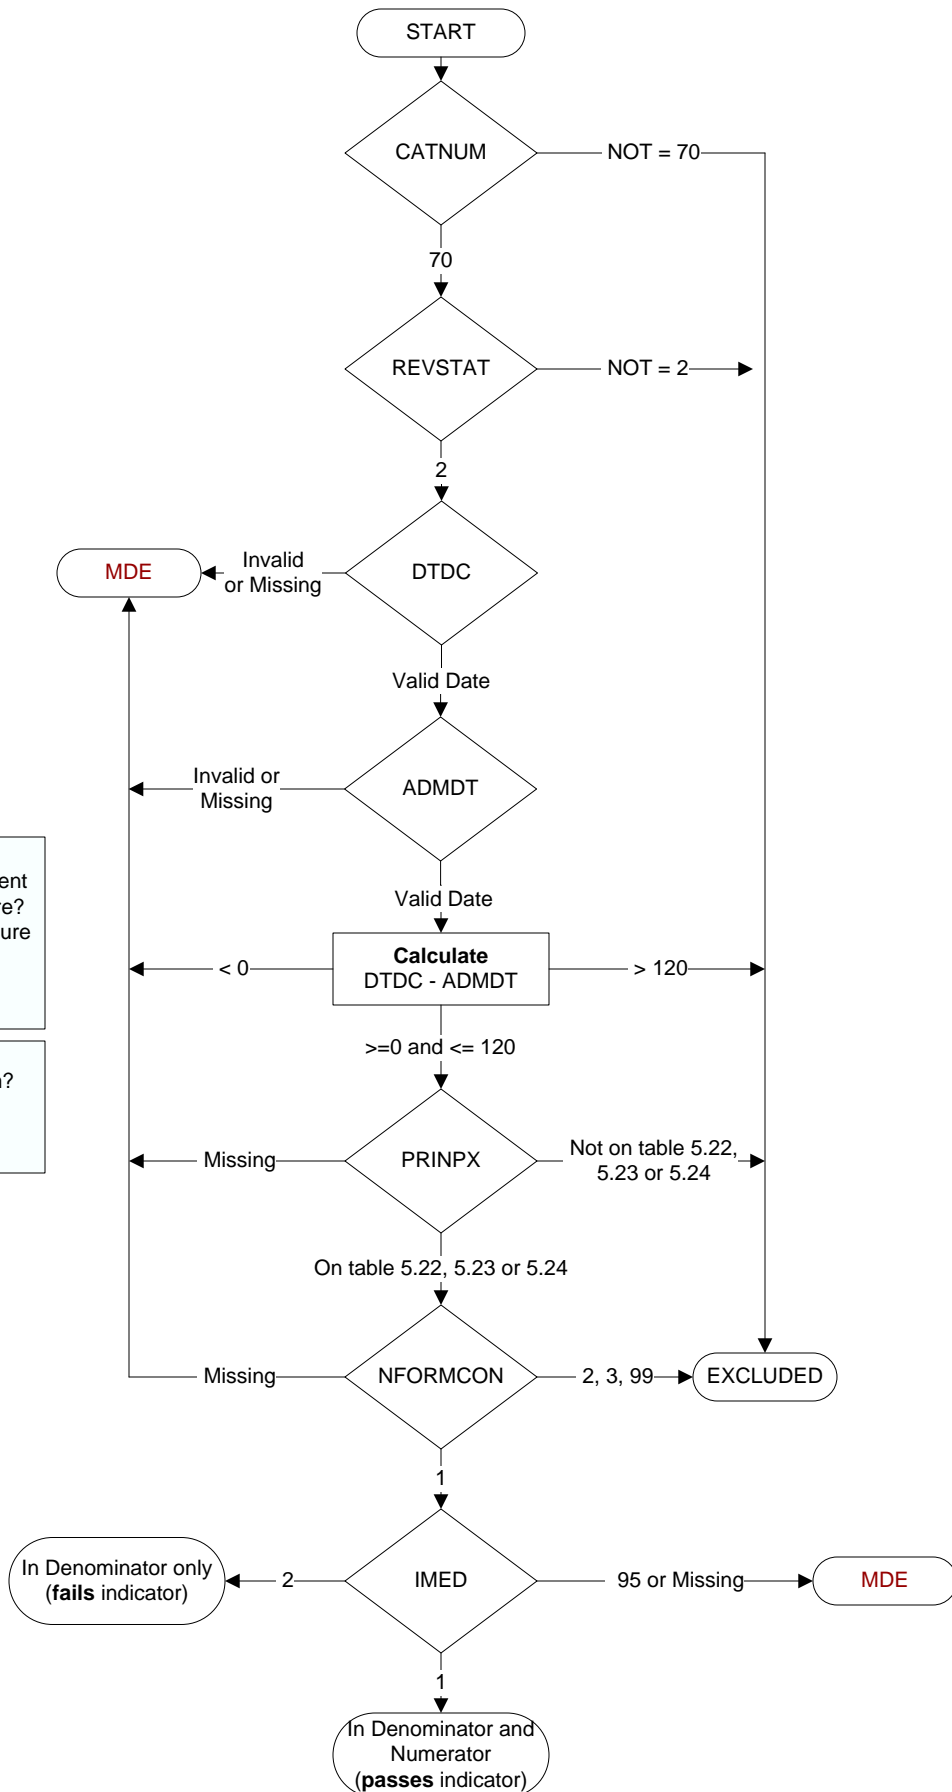 START
CATNUM
NOT = 70
70
REVSTAT
NOT = 2
2
DTDC
Invalid
or Missing
MDE
Valid Date
ADMDT
Invalid or
Missing
Valid Date
Calculate
DTDC - ADMDT
< 0
> 120
>=0 and <= 120
PRINPX
Missing
Not on table 5.22,
5.23 or 5.24
On table 5.22, 5.23 or 5.24
NFORMCON
Missing
2, 3, 99
EXCLUDED
1
IMED
2
In Denominator only
(fails indicator)
95 or Missing
MDE
1
In Denominator and
Numerator
(passes indicator)